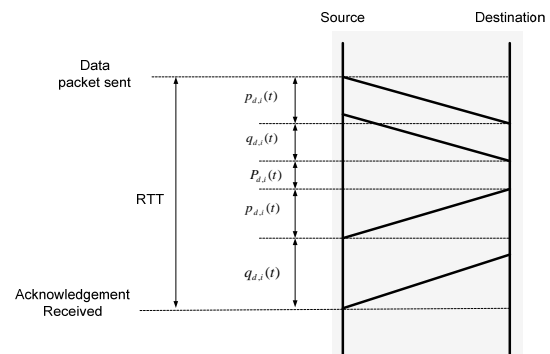 Source Destination
Data
packet sent
p_{d,i}(t)
q_{d,i}(t)
P_{d,i}(t)
RTT
p_{d,i}(t)
q_{d,i}(t)
Acknowledgement
Received